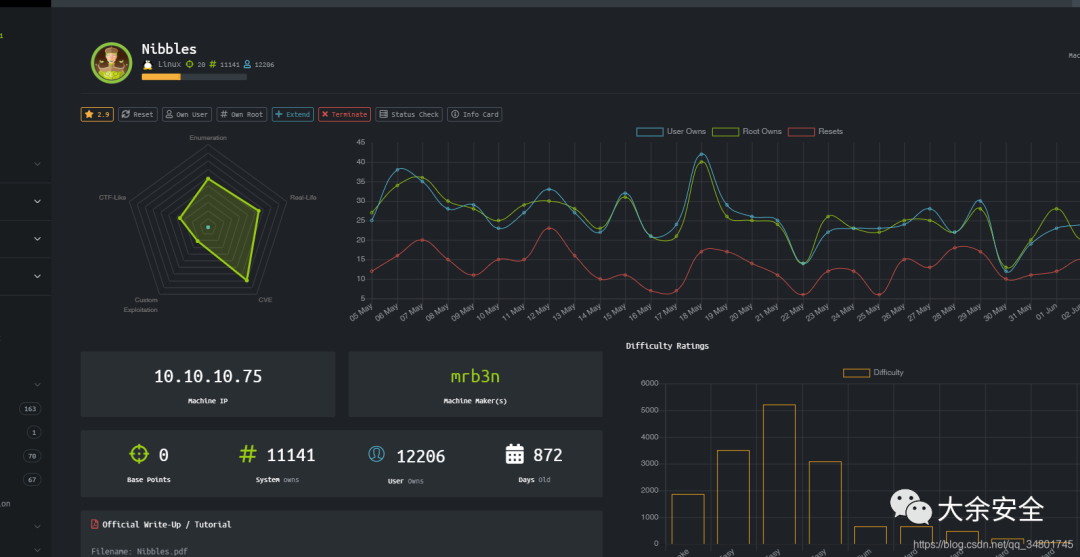 Nibbles
Linux 20 # 11141 12206
2.9 Reset Own User # Own Root Extend Terminate Status Check Info Card
Enumeration
CTF-Like
Real-Life
Custom
Exploitation
CVE
User Owns Root Owns Resets
45
40
35
30
25
20
15
10
5
05 May 06 May 07 May 08 May 09 May 10 May 11 May 12 May 13 May 14 May 15 May 16 May 17 May 18 May 19 May 20 May 21 May 22 May 23 May 24 May 25 May 26 May 27 May 28 May 29 May 30 May 31 May 01 Jun
10.10.10.75
Machine IP
mrb3n
Machine Maker(s)
0
Base Points
# 11141
System owns
12206
User Owns
872
Days Old
Official Write-Up / Tutorial
Filename: Nibbles.pdf
Difficulty Ratings
Difficulty
6000
5000
4000
3000
2000
1000
0
163
1
70
67
大余安全
https://blog.csdn.net/qq_34801745